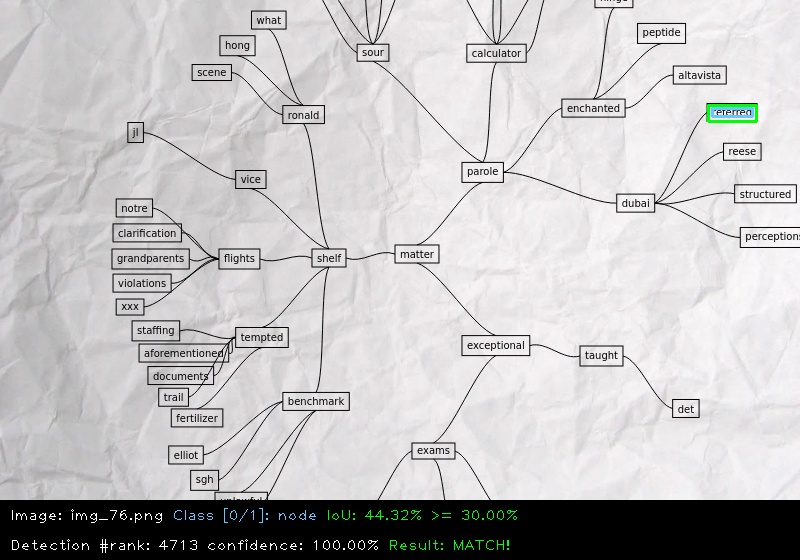 what
hong
scene
ronald
sour
calculator
peptide
altavista
enchanted
referred
reese
structured
perceptions
dubai
parole
jl
vice
notre
clarification
grandparents
violations
xxx
flights
shelf
matter
staffing
aforementioned
documents
trail
fertilizer
tempted
exceptional
taught
det
benchmark
elliot
sgh
exams
Image: img_76.png Class [0/1]: node IoU: 44.32% >= 30.00%
Detection #rank: 4713 confidence: 100.00% Result: MATCH!